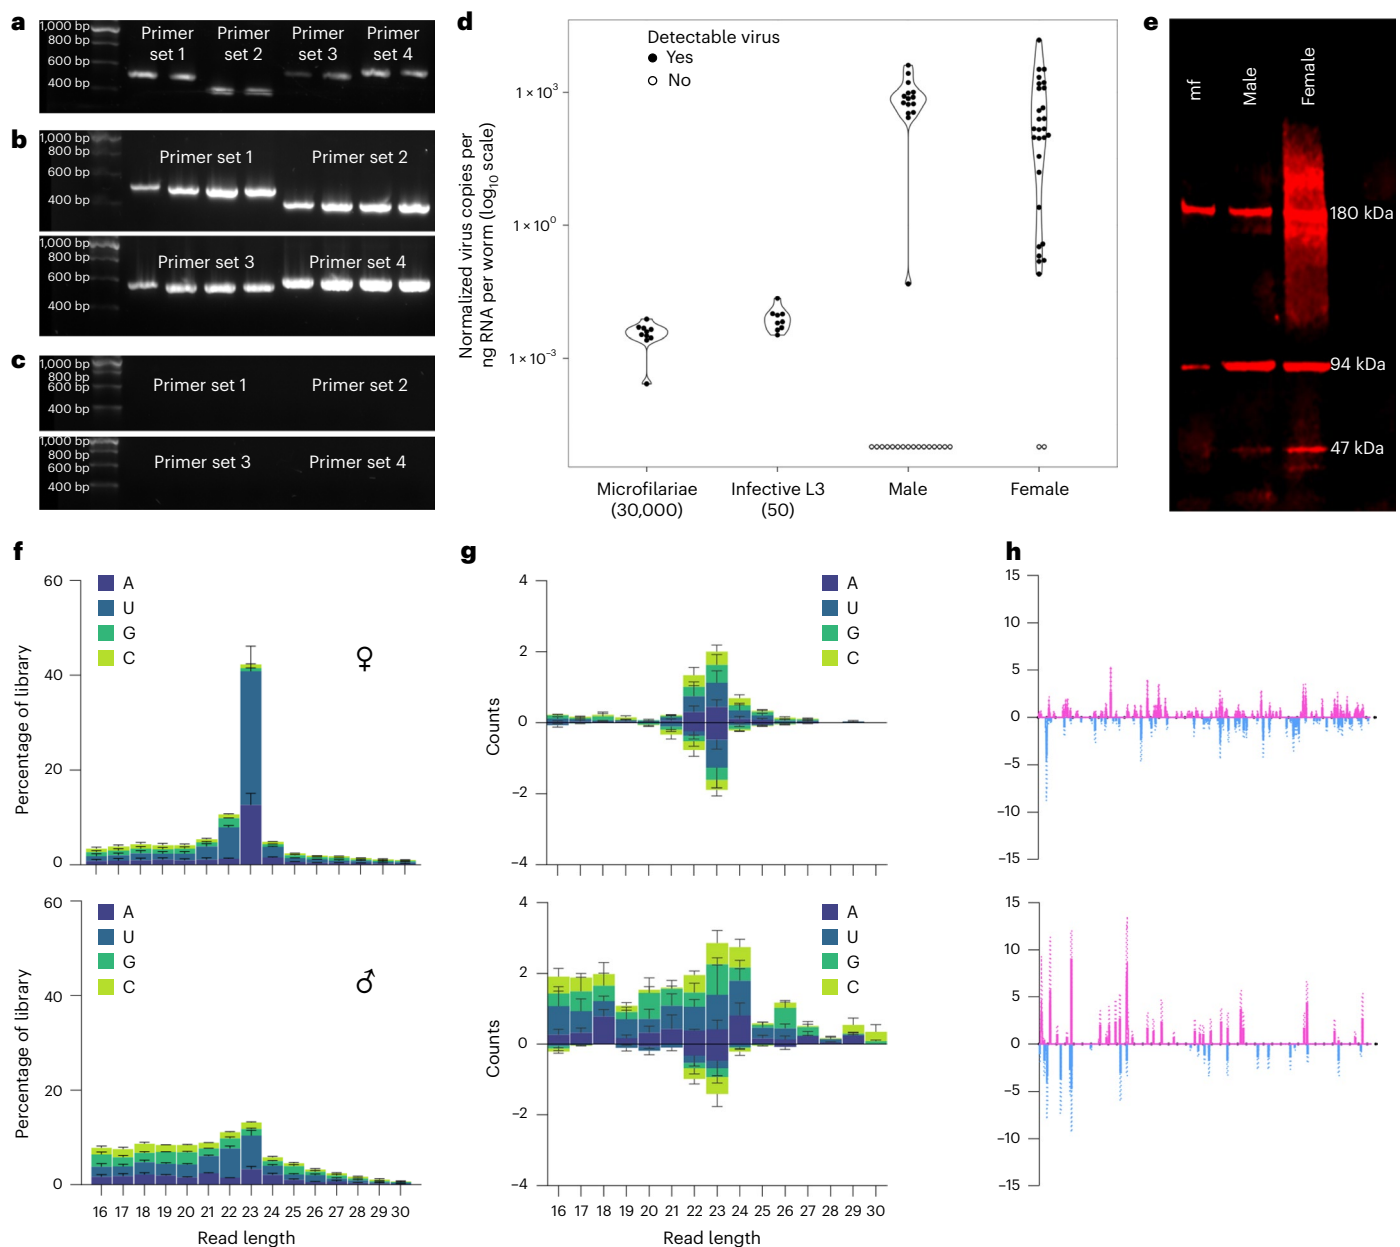 a
1,000 bp
800 bp
600 bp
400 bp
Primer set 1
Primer set 2
Primer set 3
Primer set 4
b
1,000 bp
800 bp
600 bp
400 bp
Primer set 1
Primer set 2
1,000 bp
800 bp
600 bp
400 bp
Primer set 3
Primer set 4
c
1,000 bp
800 bp
600 bp
400 bp
Primer set 1
Primer set 2
1,000 bp
800 bp
600 bp
400 bp
Primer set 3
Primer set 4
d
Detectable virus
Yes
No
Normalized virus copies per
ng RNA per worm (log10 scale)
1 × 10³
1 × 10⁰
1 × 10⁻³
Microfilariae
(30,000)
Infective L3
(50)
Male
Female
e
mf
Male
Female
180 kDa
94 kDa
47 kDa
f
Percentage of library
60
40
20
0
A
U
G
C
♀
Percentage of library
60
40
20
0
A
U
G
C
♂
16 17 18 19 20 21 22 23 24 25 26 27 28 29 30
Read length
g
Counts
4
2
0
−2
−4
A
U
G
C
Counts
4
2
0
−2
−4
A
U
G
C
16 17 18 19 20 21 22 23 24 25 26 27 28 29 30
Read length
h
15
10
5
0
−5
−10
−15
15
10
5
0
−5
−10
−15